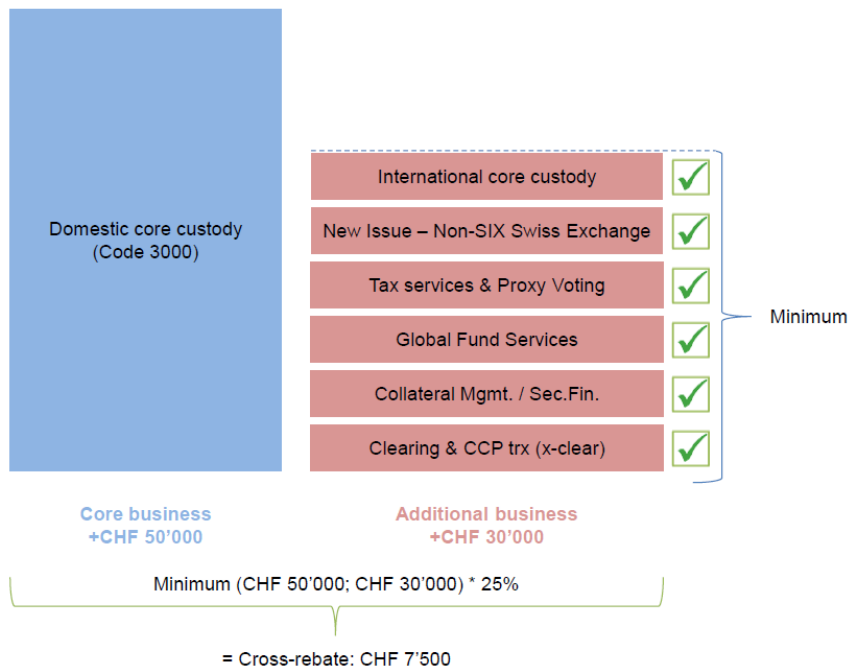 Domestic core custody
(Code 3000)
International core custody
New Issue – Non-SIX Swiss Exchange
Tax services & Proxy Voting
Global Fund Services
Collateral Mgmt. / Sec.Fin.
Clearing & CCP trx (x-clear)
Minimum
Core business
+CHF 50’000
Additional business
+CHF 30’000
Minimum (CHF 50’000; CHF 30’000) * 25%
= Cross-rebate: CHF 7’500